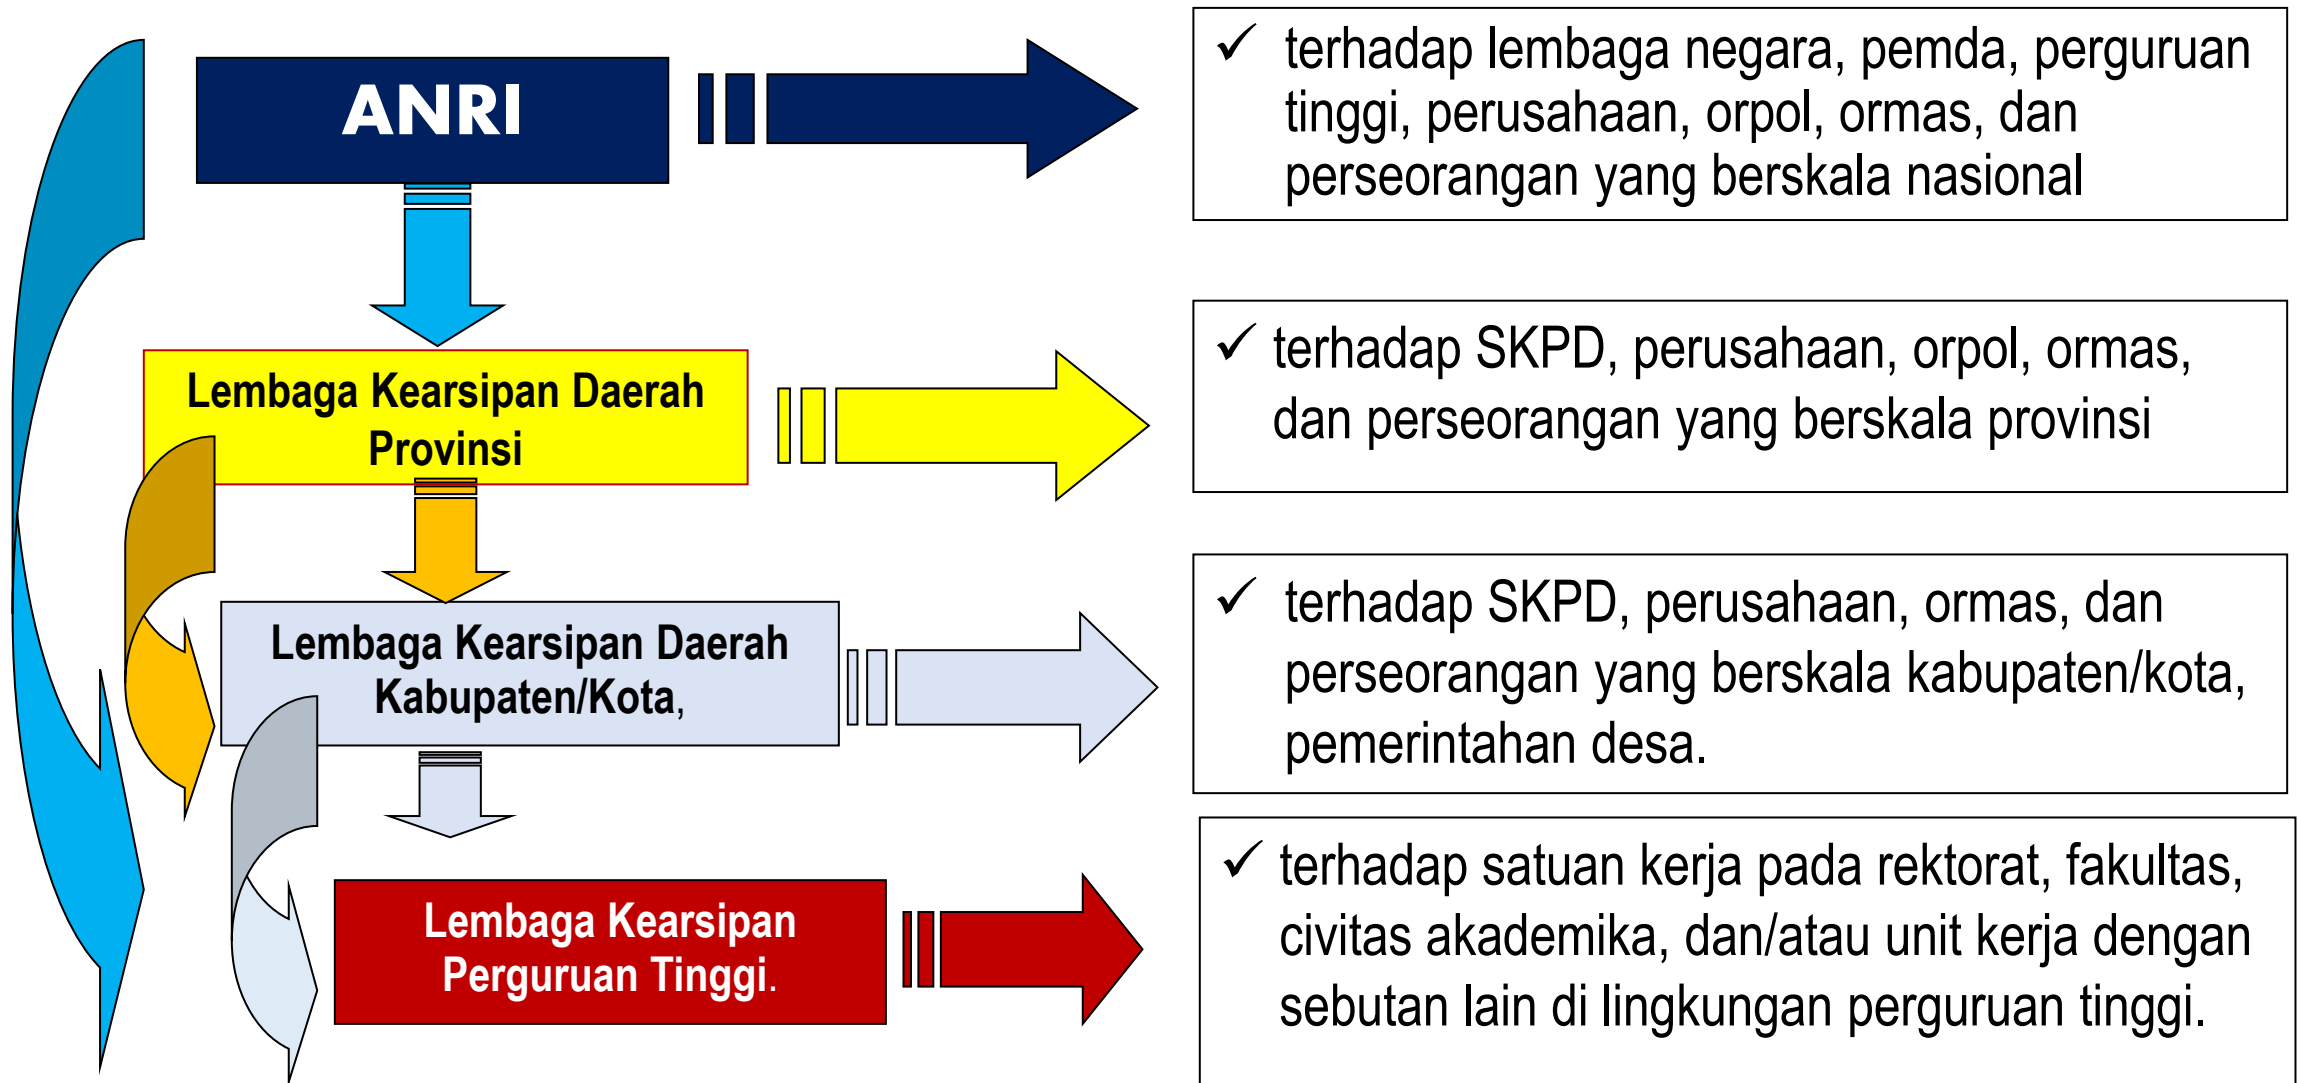 ANRI
✓ terhadap lembaga negara, pemda, perguruan
tinggi, perusahaan, orpol, ormas, dan
perseorangan yang berskala nasional
Lembaga Kearsipan Daerah
Provinsi
✓ terhadap SKPD, perusahaan, orpol, ormas,
dan perseorangan yang berskala provinsi
Lembaga Kearsipan Daerah
Kabupaten/Kota,
✓ terhadap SKPD, perusahaan, ormas, dan
perseorangan yang berskala kabupaten/kota,
pemerintahan desa.
Lembaga Kearsipan
Perguruan Tinggi.
✓ terhadap satuan kerja pada rektorat, fakultas,
civitas akademika, dan/atau unit kerja dengan
sebutan lain di lingkungan perguruan tinggi.